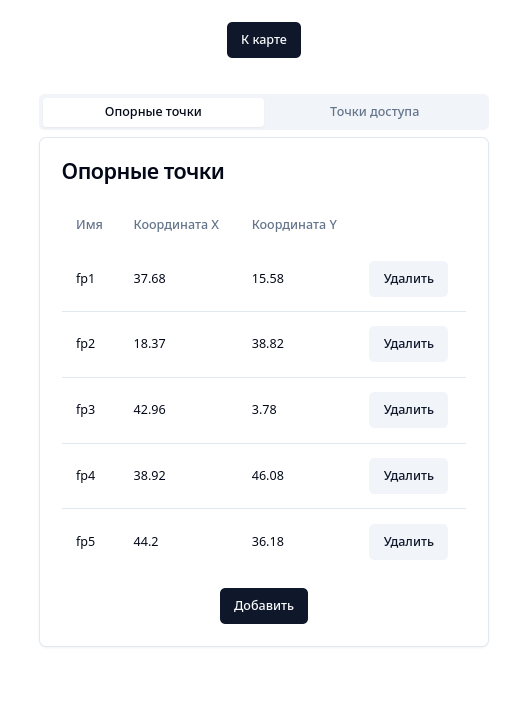 К карте
Опорные точки Точки доступа
Опорные точки
Имя Координата X Координата Y
fp1 37.68 15.58 Удалить
fp2 18.37 38.82 Удалить
fp3 42.96 3.78 Удалить
fp4 38.92 46.08 Удалить
fp5 44.2 36.18 Удалить
Добавить